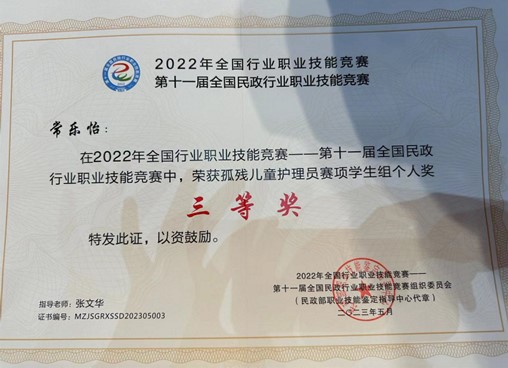 2022年全国行业职业技能竞赛
第十一届全国民政行业职业技能竞赛
常乐怡：
在2022年全国行业职业技能竞赛——第十一届全国民政
行业职业技能竞赛中，荣获孤残儿童护理员赛项学生组个人奖
三等奖
特发此证，以资鼓励。
2022年全国行业职业技能竞赛——
第十一届全国民政行业职业技能竞赛组织委员会
（民政部职业技能鉴定指导中心代章）
二〇二三年五月
指导老师：张文华
证书编号：MZJSGRXSSD202305003